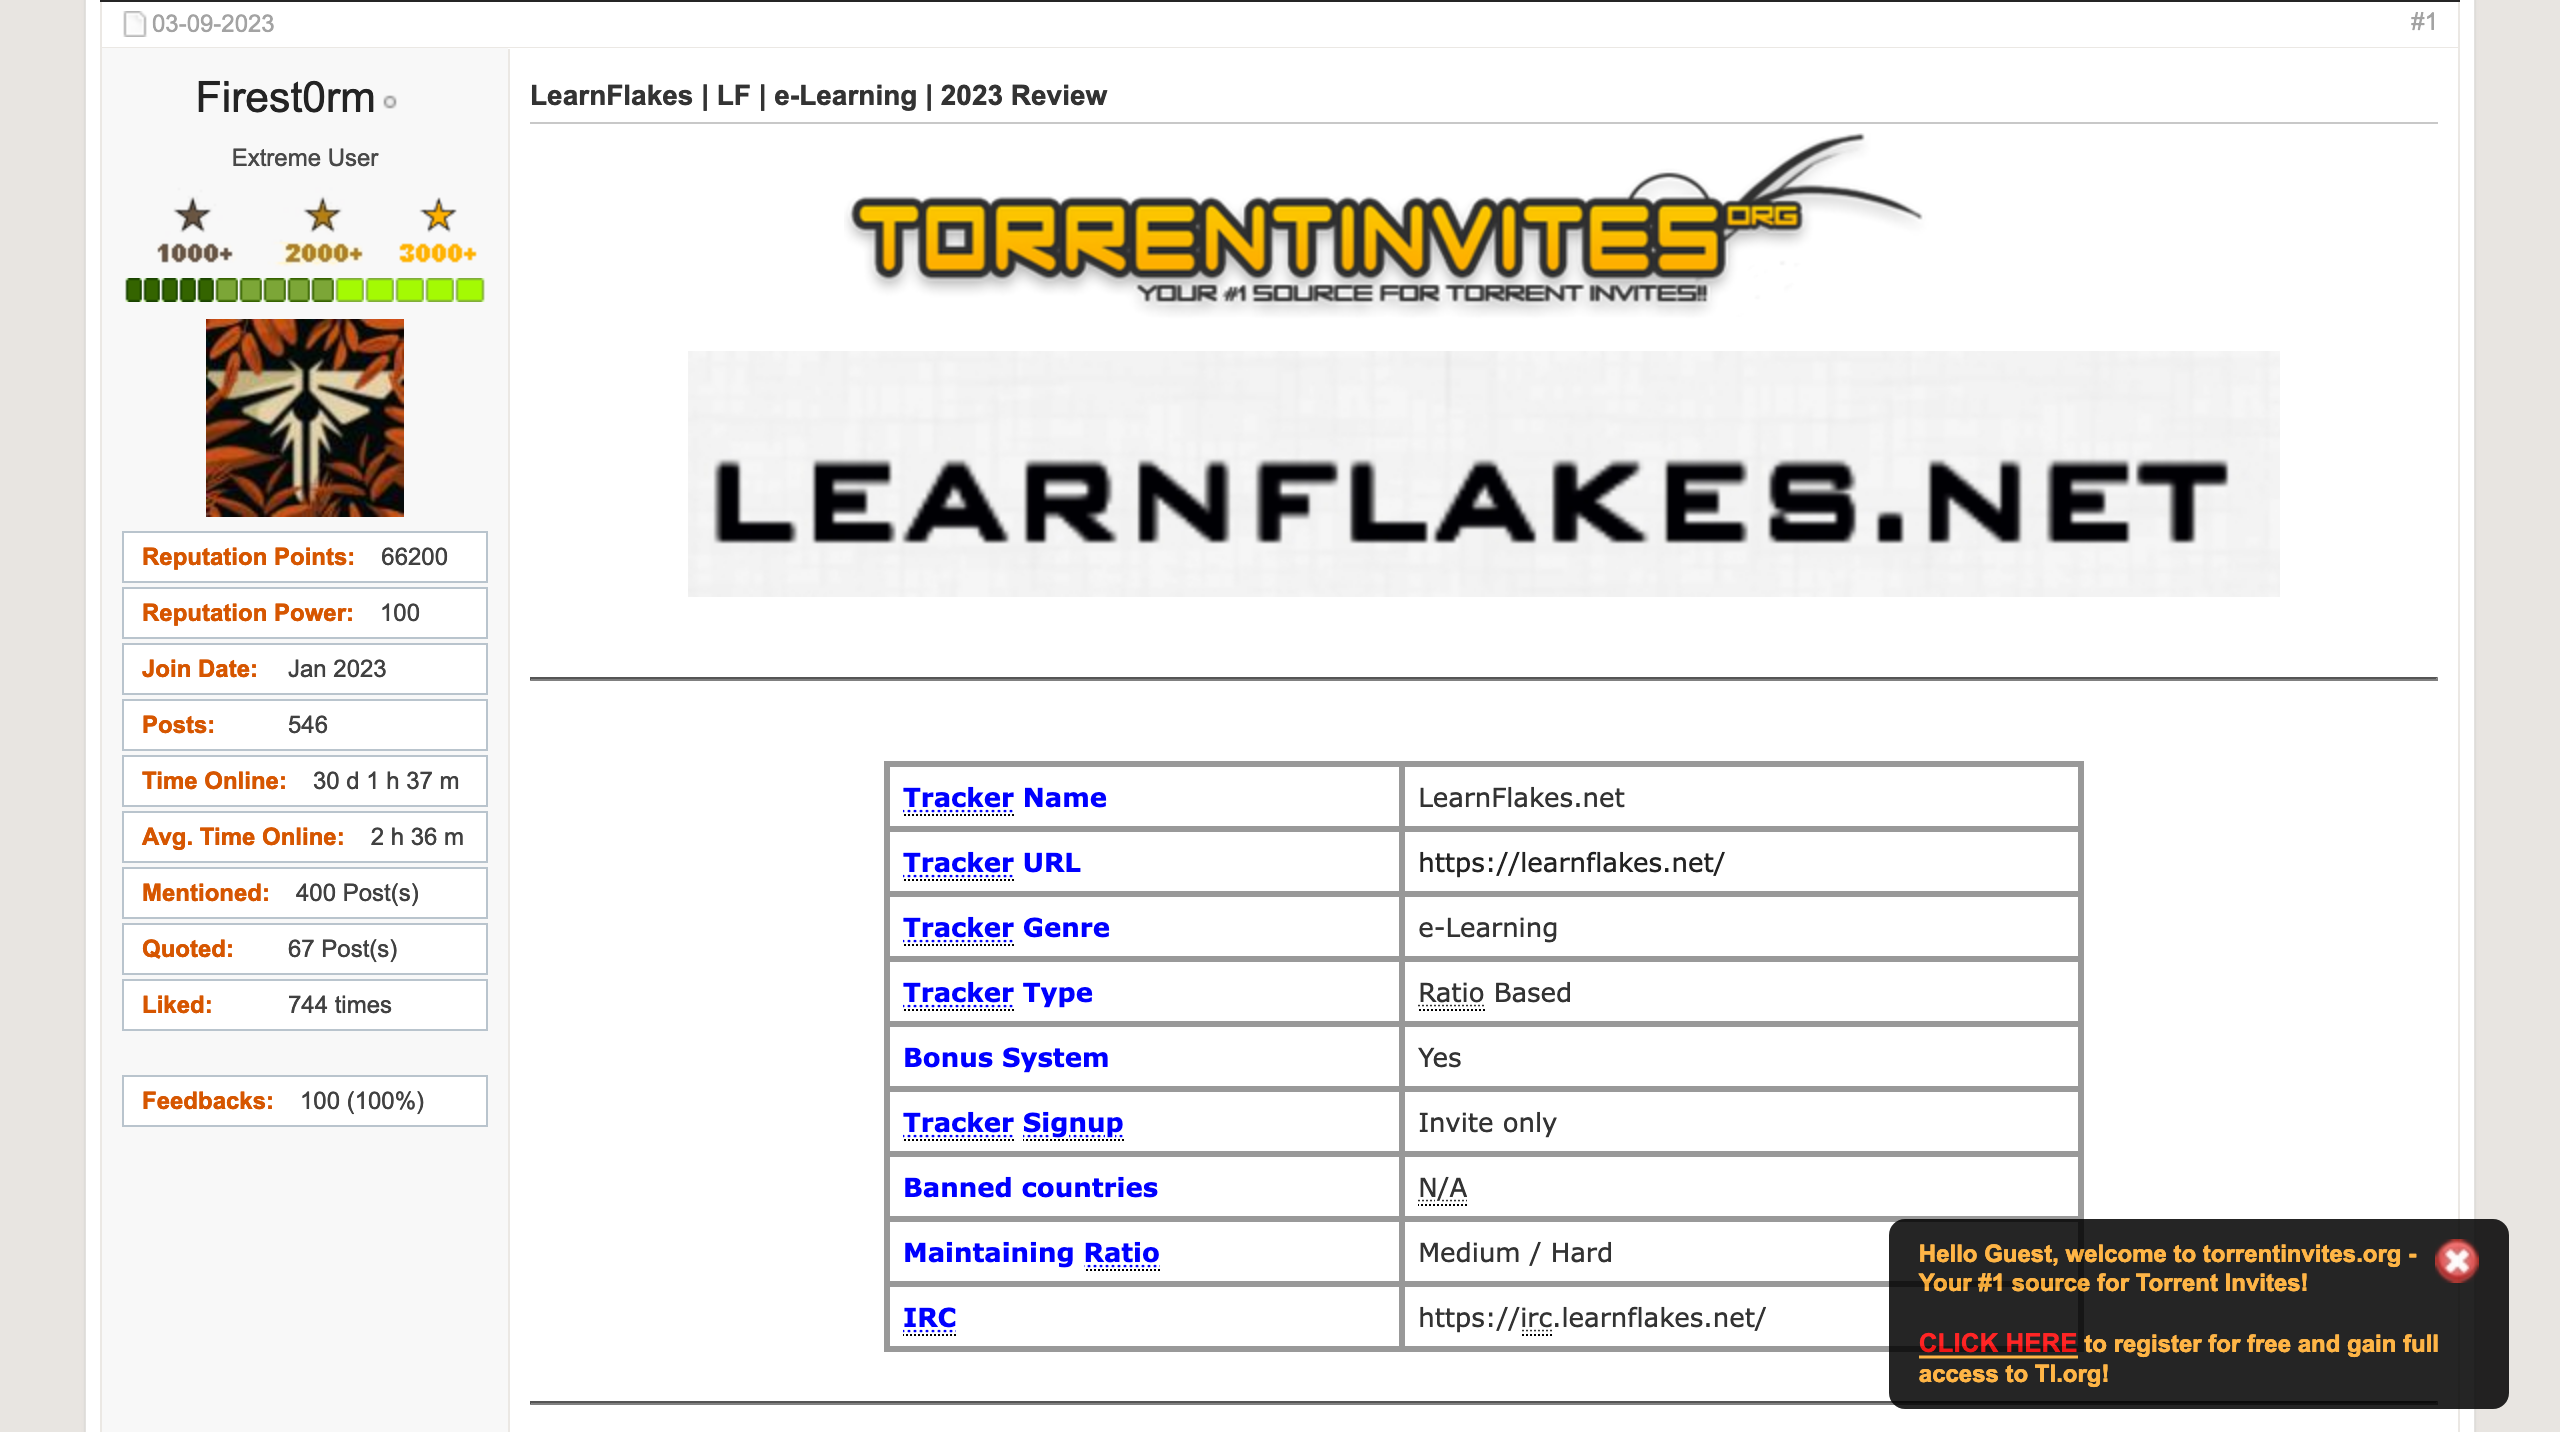 03-09-2023
#1
Firest0rm
Extreme User
1000+ 2000+ 3000+
Reputation Points: 66200
Reputation Power: 100
Join Date: Jan 2023
Posts: 546
Time Online: 30 d 1 h 37 m
Avg. Time Online: 2 h 36 m
Mentioned: 400 Post(s)
Quoted: 67 Post(s)
Liked: 744 times
Feedbacks: 100 (100%)
LearnFlakes | LF | e-Learning | 2023 Review
TORRENTINVITES ORG
YOUR #1 SOURCE FOR TORRENT INVITES!!
LEARNFLAKES.NET
Tracker Name LearnFlakes.net
Tracker URL https://learnflakes.net/
Tracker Genre e-Learning
Tracker Type Ratio Based
Bonus System Yes
Tracker Signup Invite only
Banned countries N/A
Maintaining Ratio Medium / Hard
IRC https://irc.learnflakes.net/
Hello Guest, welcome to torrentinvites.org -
Your #1 source for Torrent Invites!
CLICK HERE to register for free and gain full
access to TI.org!